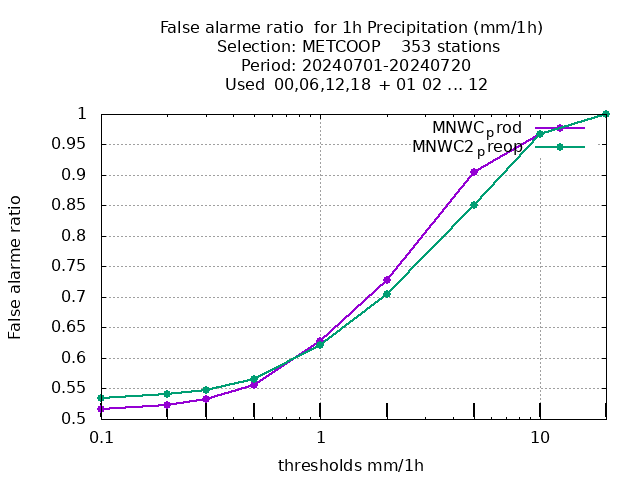 False alarme ratio  for 1h Precipitation (mm/1h)
Selection: METCOOP    353 stations
Period: 20240701-20240720
Used  00,06,12,18 + 01 02 ... 12
1
0.95
0.9
0.85
0.8
0.75
0.7
0.65
0.6
0.55
0.5
False alarme ratio
MNWCprod
MNWC2preop
0.1
1
10
thresholds mm/1h